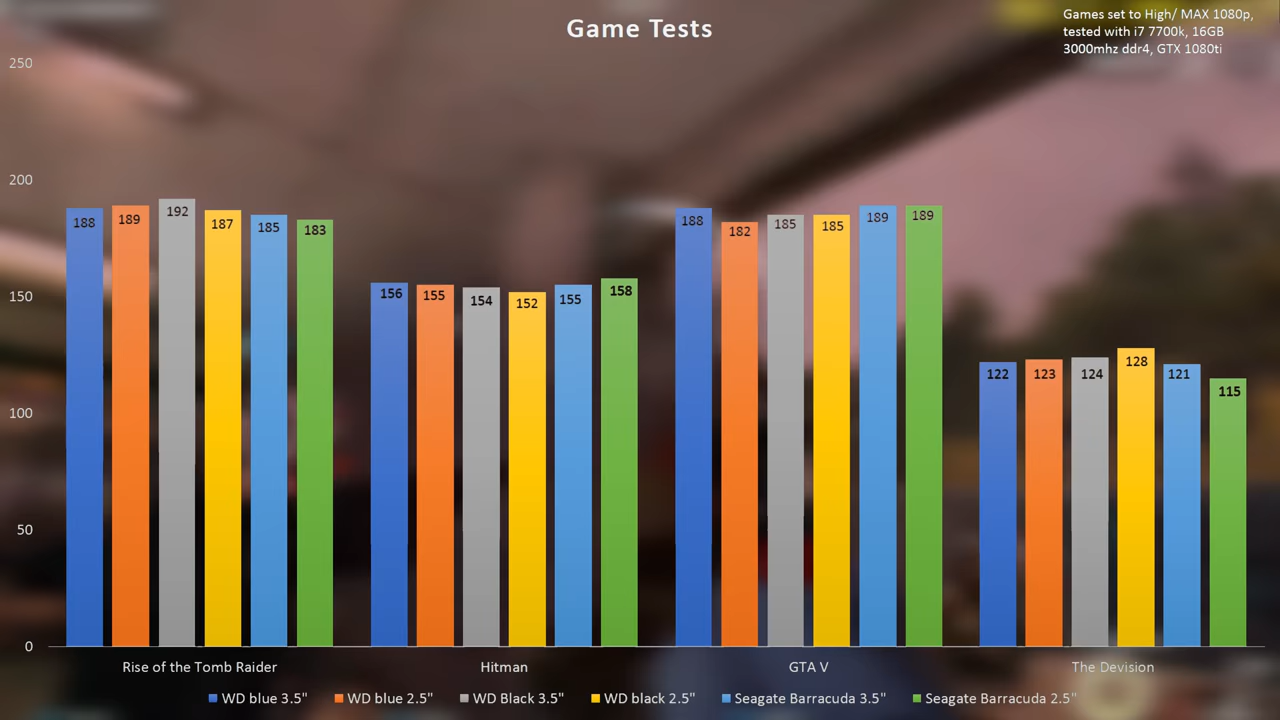 Game Tests
Games set to High/ MAX 1080p,
tested with i7 7700k, 16GB
3000mhz ddr4, GTX 1080ti
250
200
150
100
50
0
188 189 192 187 185 183
156 155 154 152 155 158
188 182 185 185 189 189
122 123 124 128 121 115
Rise of the Tomb Raider Hitman GTA V The Devision
WD blue 3.5" WD blue 2.5" WD Black 3.5" WD black 2.5" Seagate Barracuda 3.5" Seagate Barracuda 2.5"